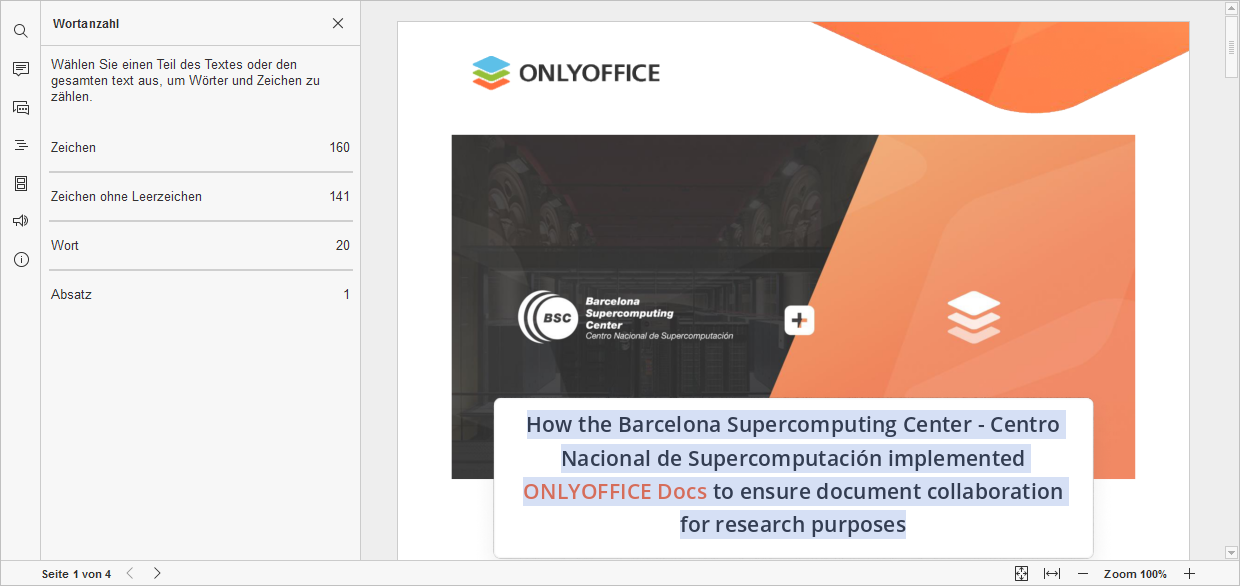 Wortanzahl
Wählen Sie einen Teil des Textes oder den
gesamten text aus, um Wörter und Zeichen zu
zählen.
Zeichen 160
Zeichen ohne Leerzeichen 141
Wort 20
Absatz 1
ONLYOFFICE
BSC
Barcelona
Supercomputing
Center
Centro Nacional de Supercomputación
How the Barcelona Supercomputing Center - Centro
Nacional de Supercomputación implemented
ONLYOFFICE Docs to ensure document collaboration
for research purposes
Seite 1 von 4
Zoom 100%